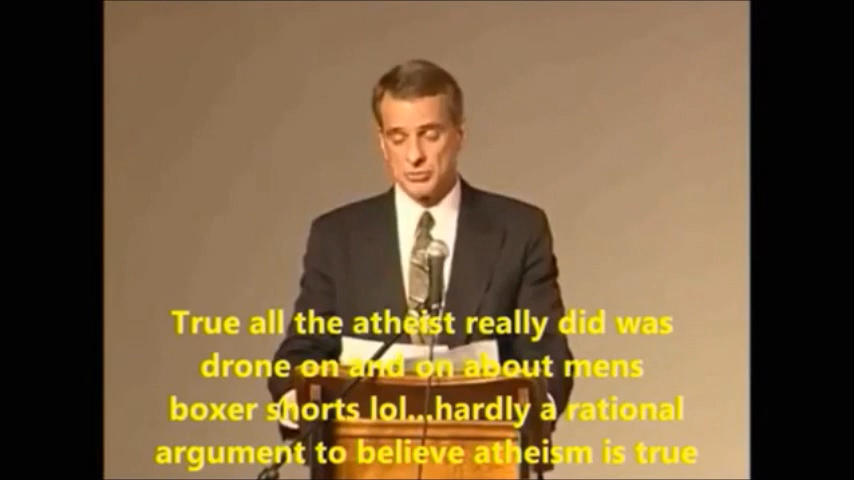 True all the atheist really did was
drone on and on about mens
boxer shorts lol...hardly a rational
argument to believe atheism is true